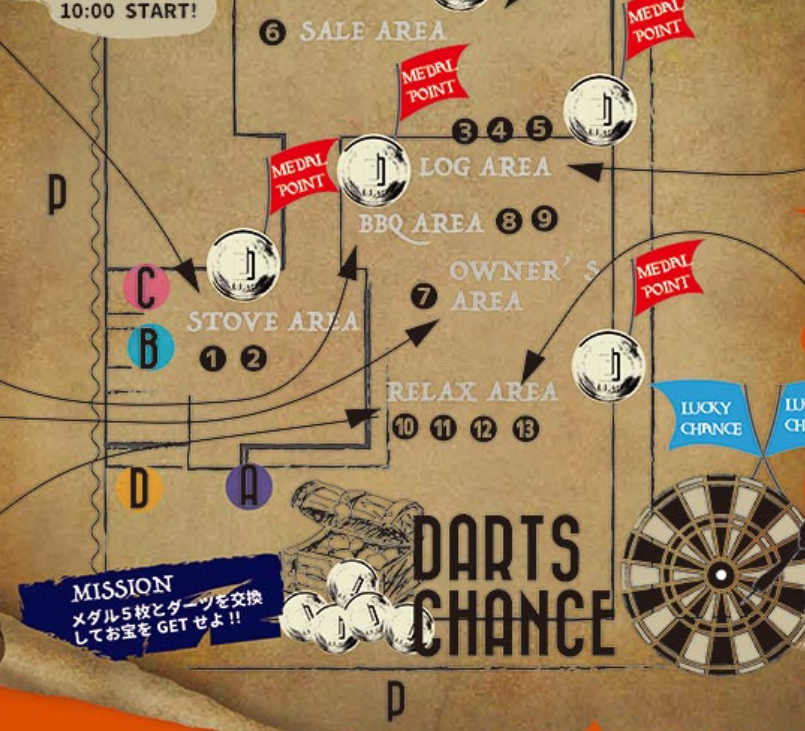 10:00 START!
6 SALE AREA
MEDAL
POINT
MEDAL
POINT
3 4 5
LOG AREA
MEDAL
POINT
P
BBQ AREA 8 9
OWNER'S
7 AREA
MEDAL
POINT
C
STOVE AREA
B
1 2
RELAX AREA
10 11 12 13
LUCKY
CHANCE
LU
CH
D
A
DARTS
CHANCE
MISSION
メダル5枚とダーツを交換
してお宝を GET せよ!!
P